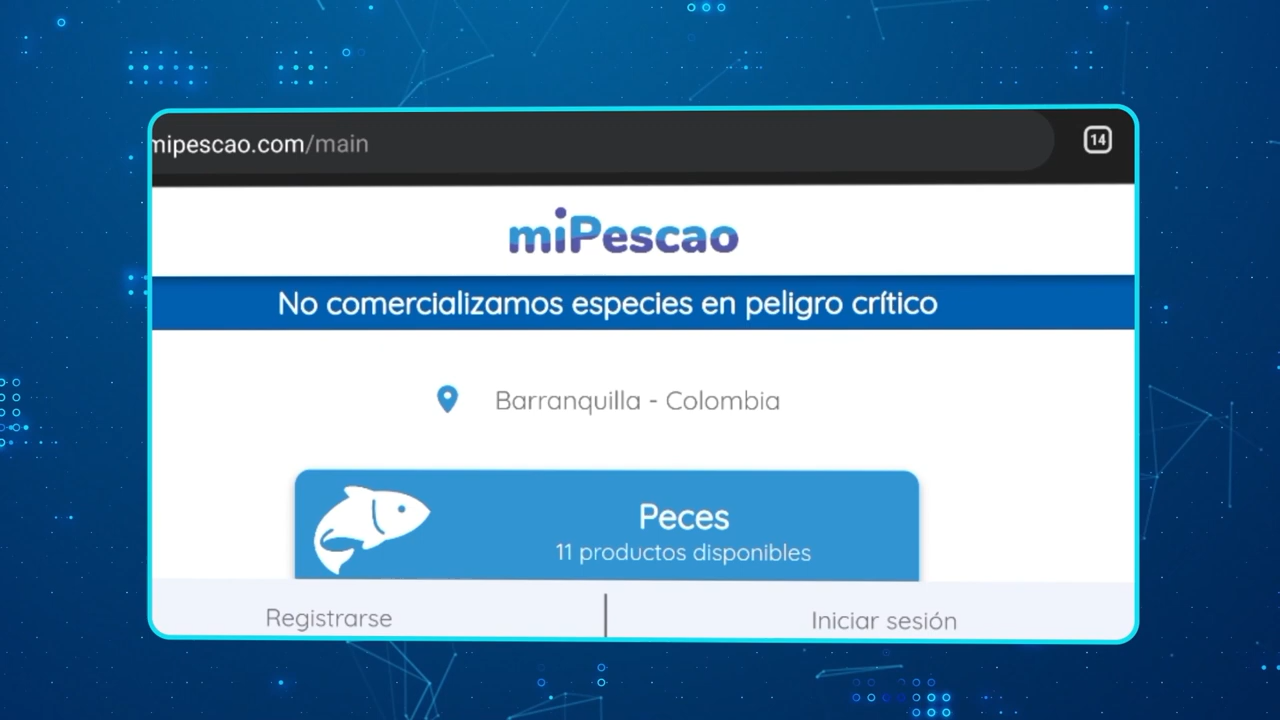 mipescao.com/main
14
miPescao
No comercializamos especies en peligro crítico
Barranquilla - Colombia
Peces
11 productos disponibles
Registrarse
Iniciar sesión